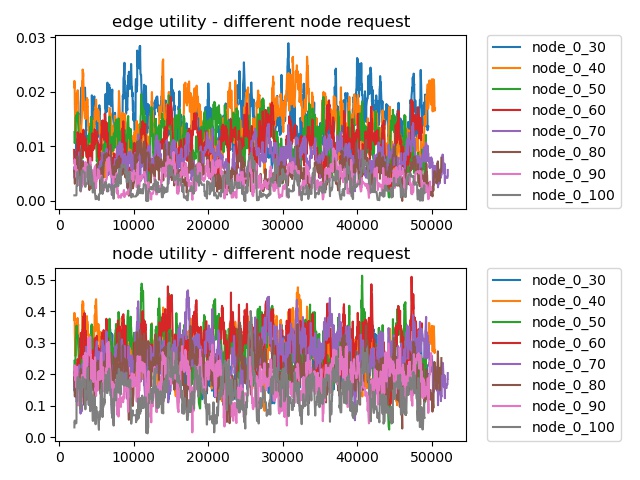 edge utility - different node request
0.03
0.02
0.01
0.00
0
10000
20000
30000
40000
50000
node_0_30
node_0_40
node_0_50
node_0_60
node_0_70
node_0_80
node_0_90
node_0_100
node utility - different node request
0.5
0.4
0.3
0.2
0.1
0.0
0
10000
20000
30000
40000
50000
node_0_30
node_0_40
node_0_50
node_0_60
node_0_70
node_0_80
node_0_90
node_0_100